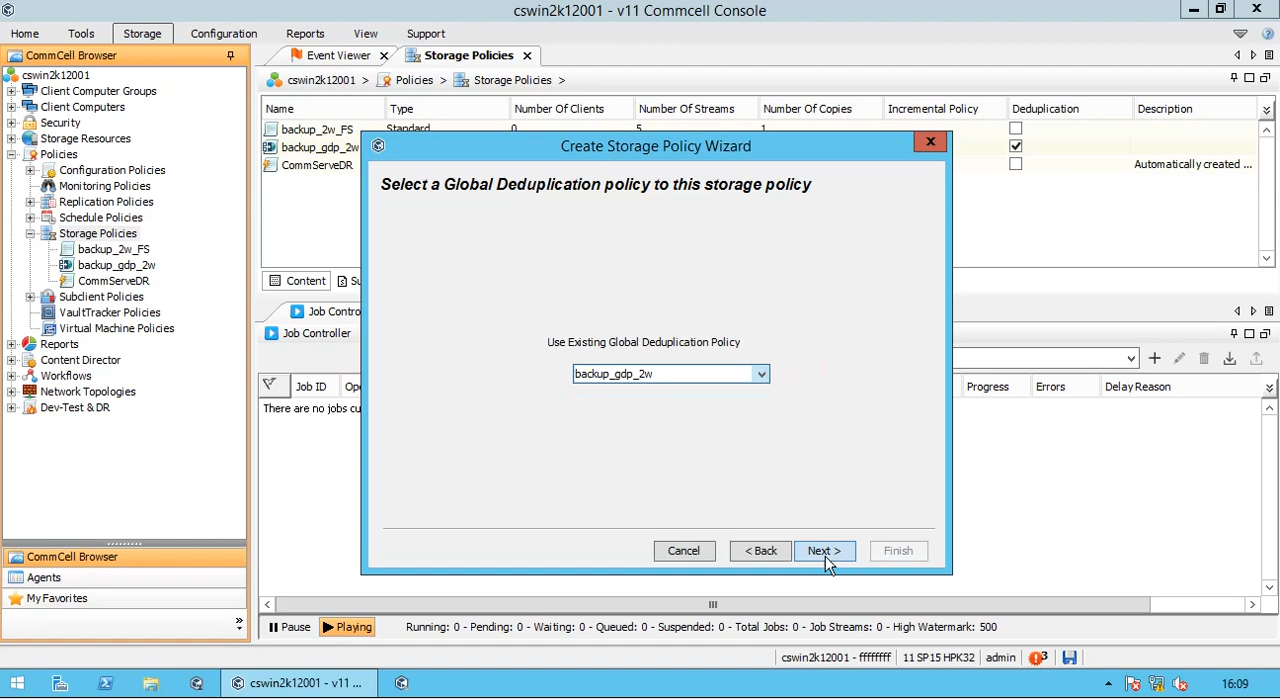 cswin2k12001 - v11 Commcell Console
Home Tools Storage Configuration Reports View Support
CommCell Browser
Event Viewer Storage Policies
cswin2k12001
Client Computer Groups
Client Computers
Security
Storage Resources
Policies
Configuration Policies
Monitoring Policies
Replication Policies
Schedule Policies
Storage Policies
backup_2w_FS
backup_gdp_2w
CommServeDR
Subclient Policies
VaultTracker Policies
Virtual Machine Policies
Reports
Content Director
Workflows
Network Topologies
Dev-Test & DR
CommCell Browser
Agents
My Favorites
»
cswin2k12001 > Policies > Storage Policies >
Name Type Number Of Clients Number Of Streams Number Of Copies Incremental Policy Deduplication Description
backup_2w_FS Standard 0 5 1
backup_gdp_2w
CommServeDR Automatically created ...
Content
Job Controller
Job ID Progress Errors Delay Reason
There are no jobs
Create Storage Policy Wizard
Select a Global Deduplication policy to this storage policy
Use Existing Global Deduplication Policy
backup_gdp_2w
Cancel < Back Next > Finish
Pause Playing Running: 0 - Pending: 0 - Waiting: 0 - Queued: 0 - Suspended: 0 - Total Jobs: 0 - Job Streams: 0 - High Watermark: 500
cswin2k12001 - ffffffff 11 SP15 HPK32 admin 3
cswin2k12001 - v11 ... 16:09